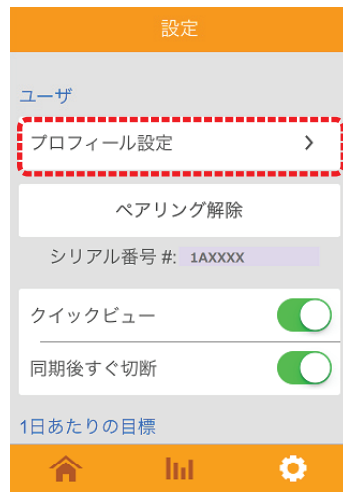 設定
ユーザ
プロフィール設定
ペアリング解除
シリアル番号 #: 1AXXXX
クイックビュー
同期後すぐ切断
1日あたりの目標